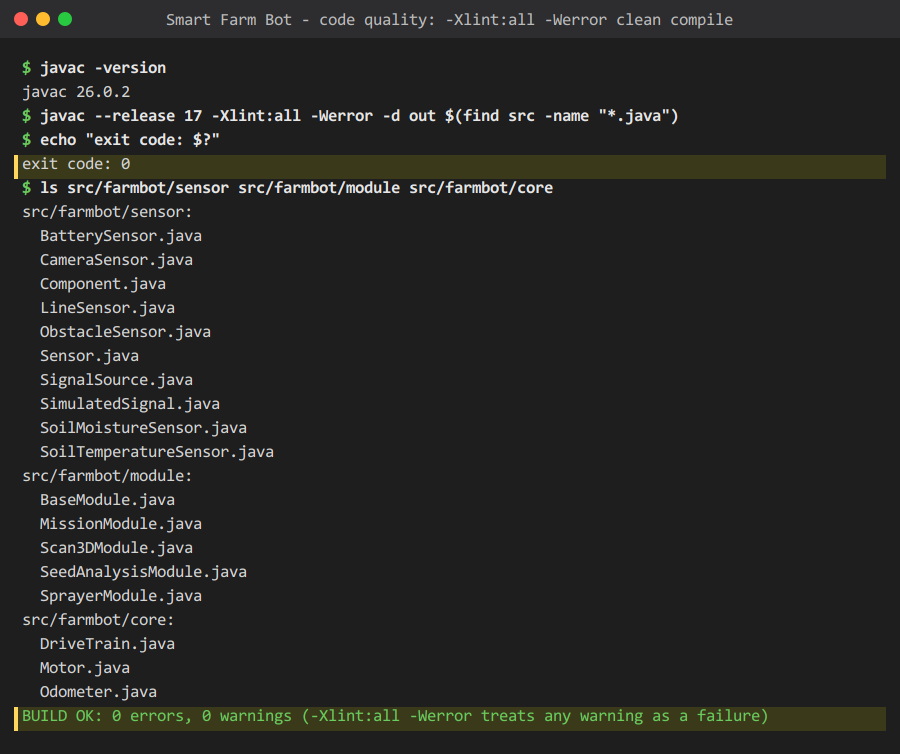 Smart Farm Bot - code quality: -Xlint:all -Werror clean compile
$ javac -version
javac 26.0.2
$ javac --release 17 -Xlint:all -Werror -d out $(find src -name "*.java")
$ echo "exit code: $?"
exit code: 0
$ ls src/farmbot/sensor src/farmbot/module src/farmbot/core
src/farmbot/sensor:
BatterySensor.java
CameraSensor.java
Component.java
LineSensor.java
ObstacleSensor.java
Sensor.java
SignalSource.java
SimulatedSignal.java
SoilMoistureSensor.java
SoilTemperatureSensor.java
src/farmbot/module:
BaseModule.java
MissionModule.java
Scan3DModule.java
SeedAnalysisModule.java
SprayerModule.java
src/farmbot/core:
DriveTrain.java
Motor.java
Odometer.java
BUILD OK: 0 errors, 0 warnings (-Xlint:all -Werror treats any warning as a failure)